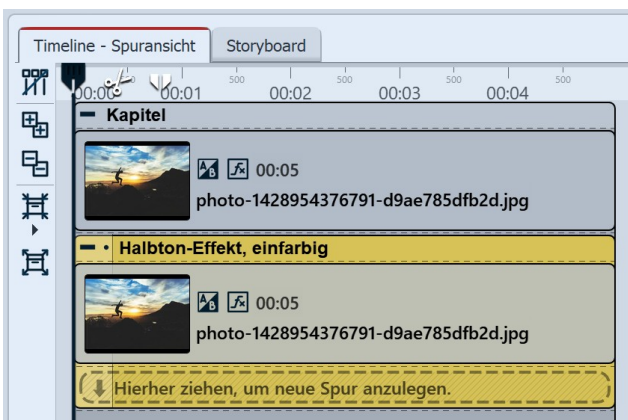 Timeline - Spuransicht
Storyboard
500 500 500 500
00:00 00:01 00:02 00:03 00:04
Kapitel
00:05
photo-1428954376791-d9ae785dfb2d.jpg
Halbton-Effekt, einfarbig
00:05
photo-1428954376791-d9ae785dfb2d.jpg
Hierher ziehen, um neue Spur anzulegen.